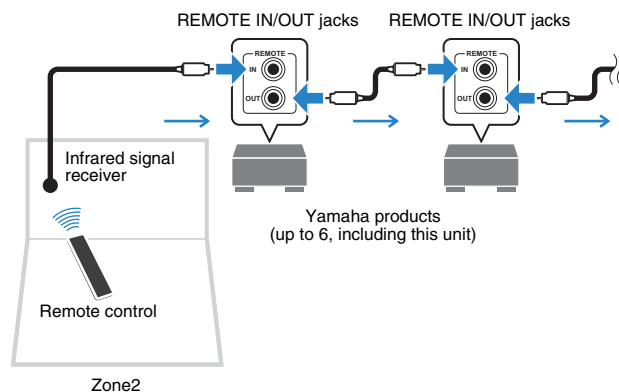 REMOTE IN/OUT jacks
REMOTE IN/OUT jacks
REMOTE
IN
OUT
REMOTE
IN
OUT
Infrared signal
receiver
Yamaha products
(up to 6, including this unit)
Remote control
Zone2